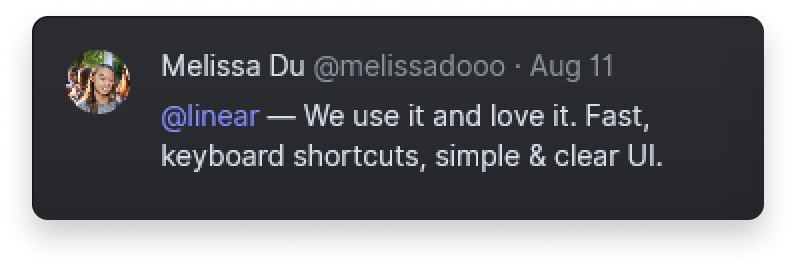 Melissa Du @melissadooo · Aug 11
@linear — We use it and love it. Fast,
keyboard shortcuts, simple & clear UI.